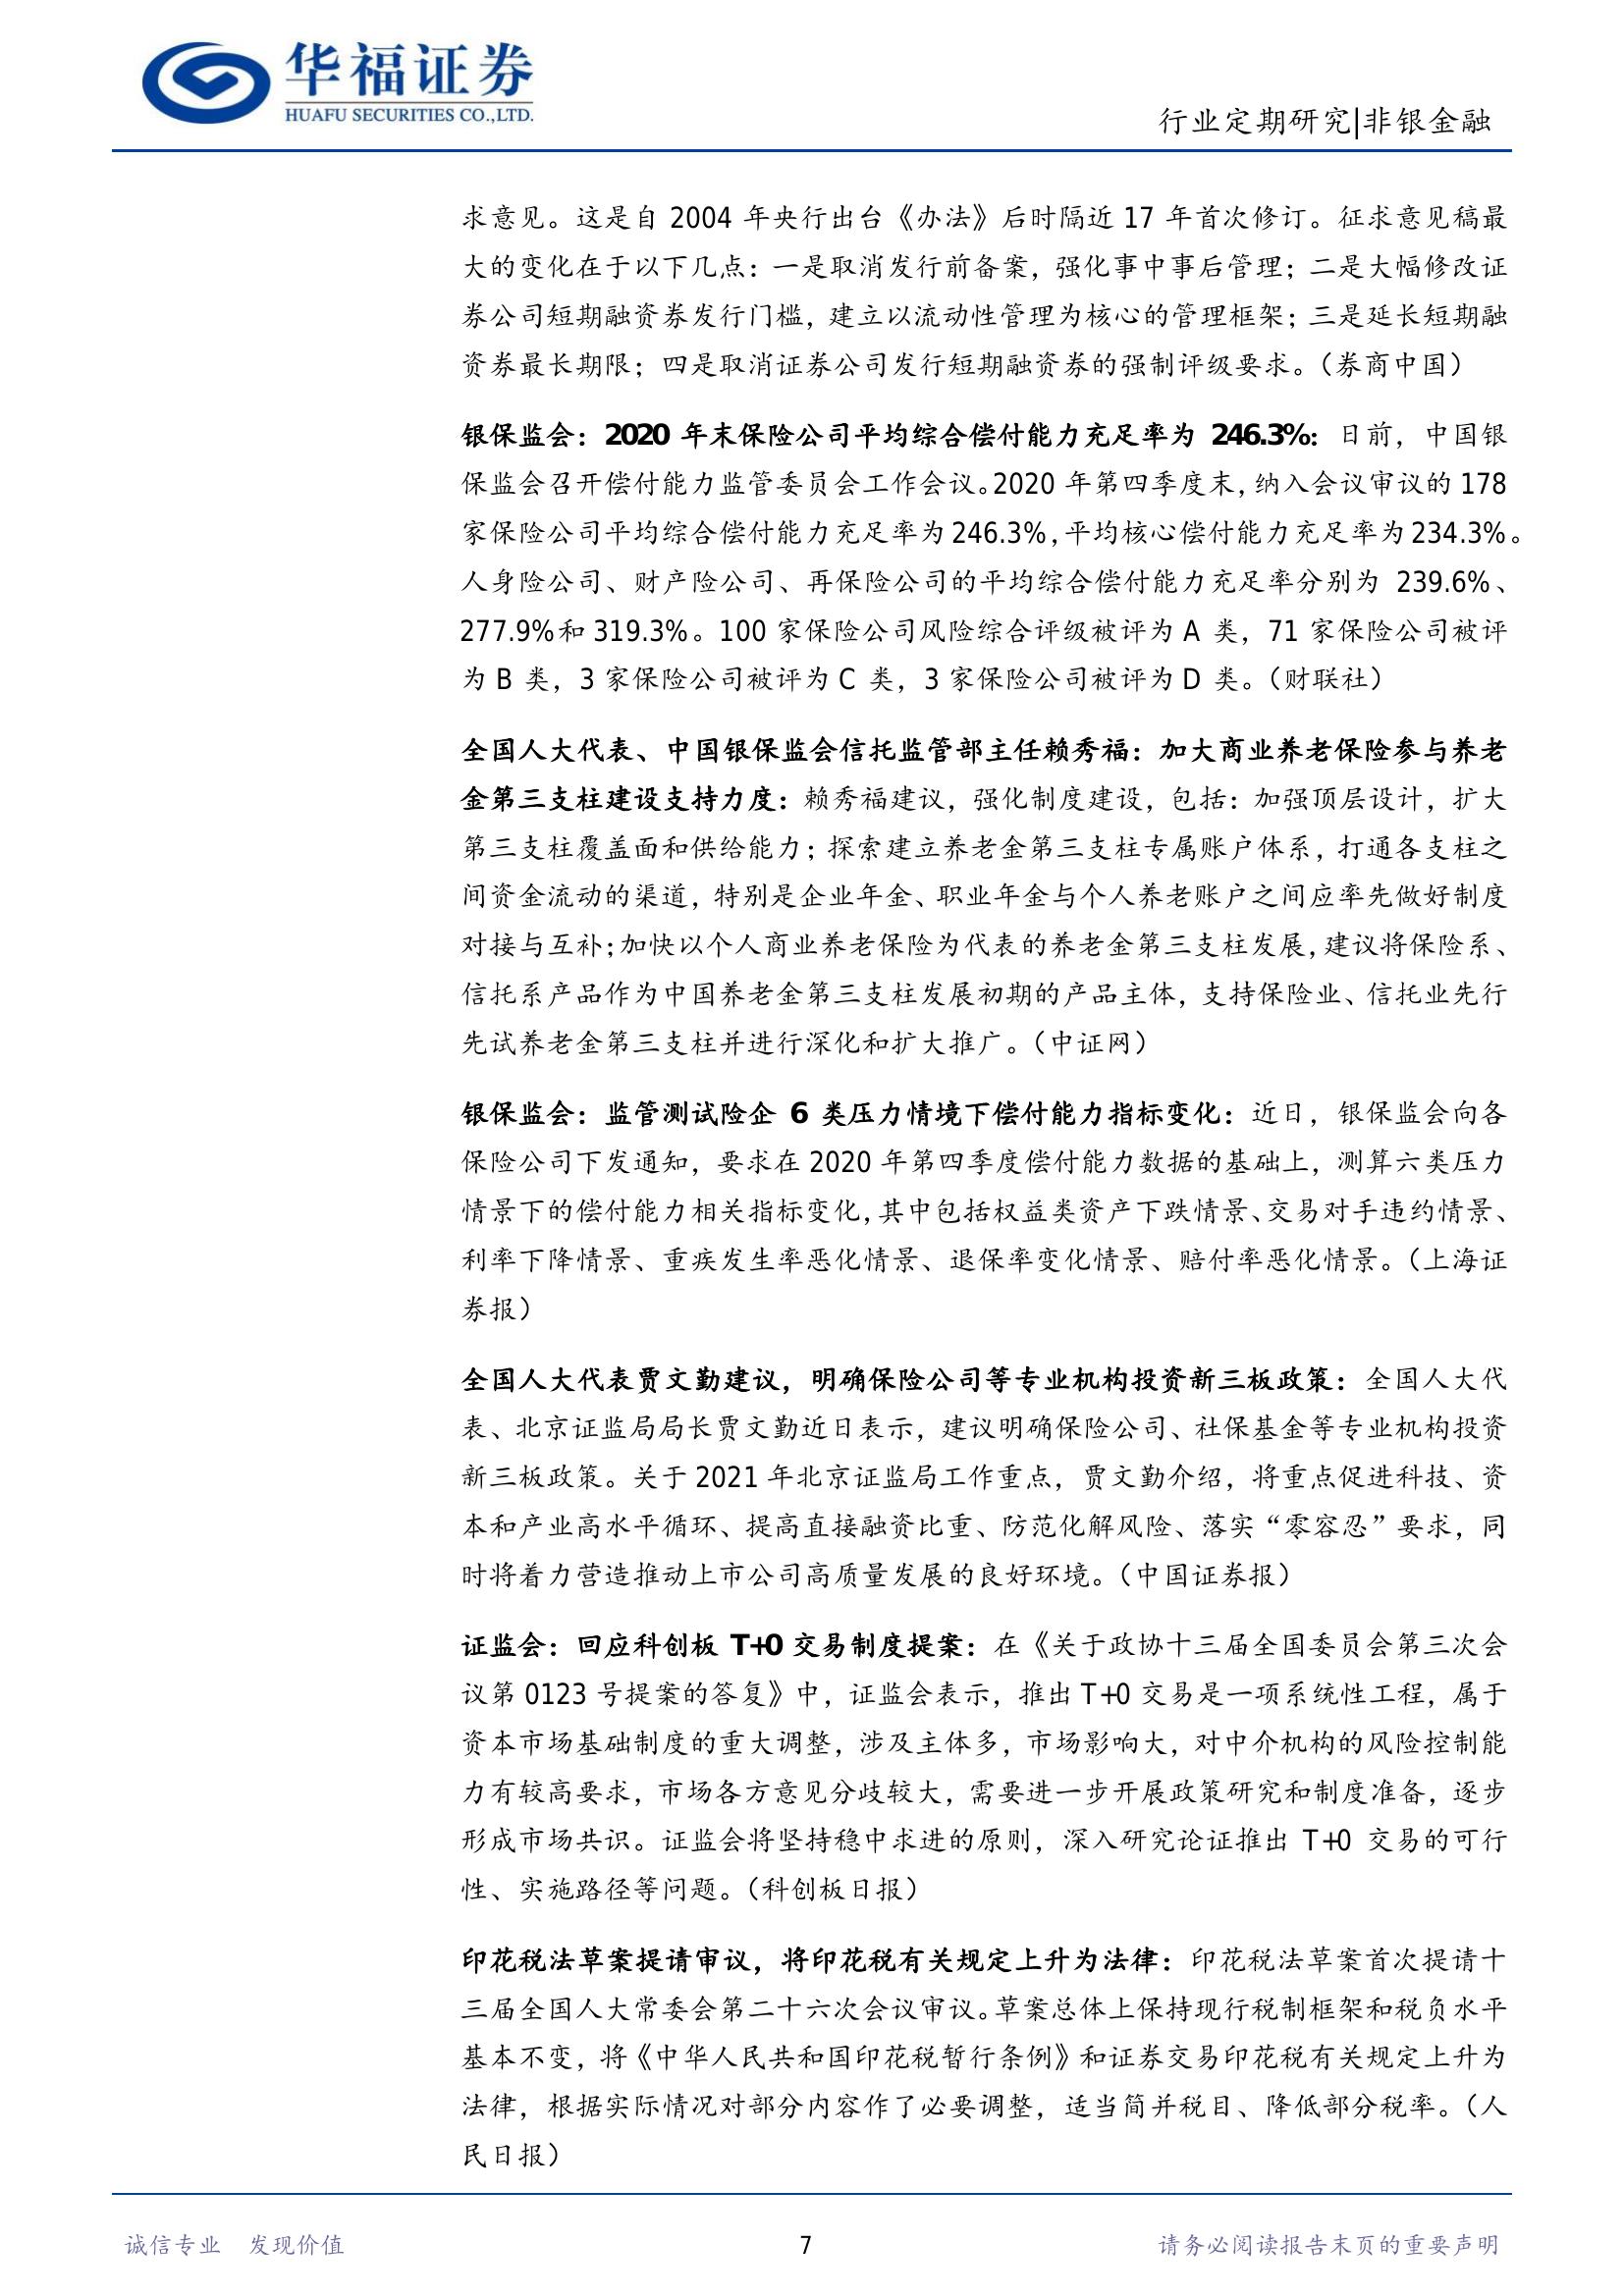 华福证券
HUAFU SECURITIES CO.,LTD.
行业定期研究|非银金融
求意见。这是自 2004 年央行出台《办法》后时隔近 17 年首次修订。征求意见稿最
大的变化在于以下几点：一是取消发行前备案，强化事中事后管理；二是大幅修改证
券公司短期融资券发行门槛，建立以流动性管理为核心的管理框架；三是延长短期融
资券最长期限；四是取消证券公司发行短期融资券的强制评级要求。（券商中国）
银保监会：2020 年末保险公司平均综合偿付能力充足率为 246.3%：日前，中国银
保监会召开偿付能力监管委员会工作会议。2020 年第四季度末，纳入会议审议的 178
家保险公司平均综合偿付能力充足率为 246.3%，平均核心偿付能力充足率为 234.3%。
人身险公司、财产险公司、再保险公司的平均综合偿付能力充足率分别为 239.6%、
277.9%和 319.3%。100 家保险公司风险综合评级被评为 A 类，71 家保险公司被评
为 B 类，3 家保险公司被评为 C 类，3 家保险公司被评为 D 类。（财联社）
全国人大代表、中国银保监会信托监管部主任赖秀福：加大商业养老保险参与养老
金第三支柱建设支持力度：赖秀福建议，强化制度建设，包括：加强顶层设计，扩大
第三支柱覆盖面和供给能力；探索建立养老金第三支柱专属账户体系，打通各支柱之
间资金流动的渠道，特别是企业年金、职业年金与个人养老账户之间应率先做好制度
对接与互补；加快以个人商业养老保险为代表的养老金第三支柱发展，建议将保险系、
信托系产品作为中国养老金第三支柱发展初期的产品主体，支持保险业、信托业先行
先试养老金第三支柱并进行深化和扩大推广。（中证网）
银保监会：监管测试险企 6 类压力情境下偿付能力指标变化：近日，银保监会向各
保险公司下发通知，要求在 2020 年第四季度偿付能力数据的基础上，测算六类压力
情景下的偿付能力相关指标变化，其中包括权益类资产下跌情景、交易对手违约情景、
利率下降情景、重疾发生率恶化情景、退保率变化情景、赔付率恶化情景。（上海证
券报）
全国人大代表贾文勤建议，明确保险公司等专业机构投资新三板政策：全国人大代
表、北京证监局局长贾文勤近日表示，建议明确保险公司、社保基金等专业机构投资
新三板政策。关于 2021 年北京证监局工作重点，贾文勤介绍，将重点促进科技、资
本和产业高水平循环、提高直接融资比重、防范化解风险、落实“零容忍”要求，同
时将着力营造推动上市公司高质量发展的良好环境。（中国证券报）
证监会：回应科创板 T+0 交易制度提案：在《关于政协十三届全国委员会第三次会
议第 0123 号提案的答复》中，证监会表示，推出 T+0 交易是一项系统性工程，属于
资本市场基础制度的重大调整，涉及主体多，市场影响大，对中介机构的风险控制能
力有较高要求，市场各方意见分歧较大，需要进一步开展政策研究和制度准备，逐步
形成市场共识。证监会将坚持稳中求进的原则，深入研究论证推出 T+0 交易的可行
性、实施路径等问题。（科创板日报）
印花税法草案提请审议，将印花税有关规定上升为法律：印花税法草案首次提请十
三届全国人大常委会第二十六次会议审议。草案总体上保持现行税制框架和税负水平
基本不变，将《中华人民共和国印花税暂行条例》和证券交易印花税有关规定上升为
法律，根据实际情况对部分内容作了必要调整，适当简并税目、降低部分税率。（人
民日报）
诚信专业 发现价值
7
请务必阅读报告末页的重要声明